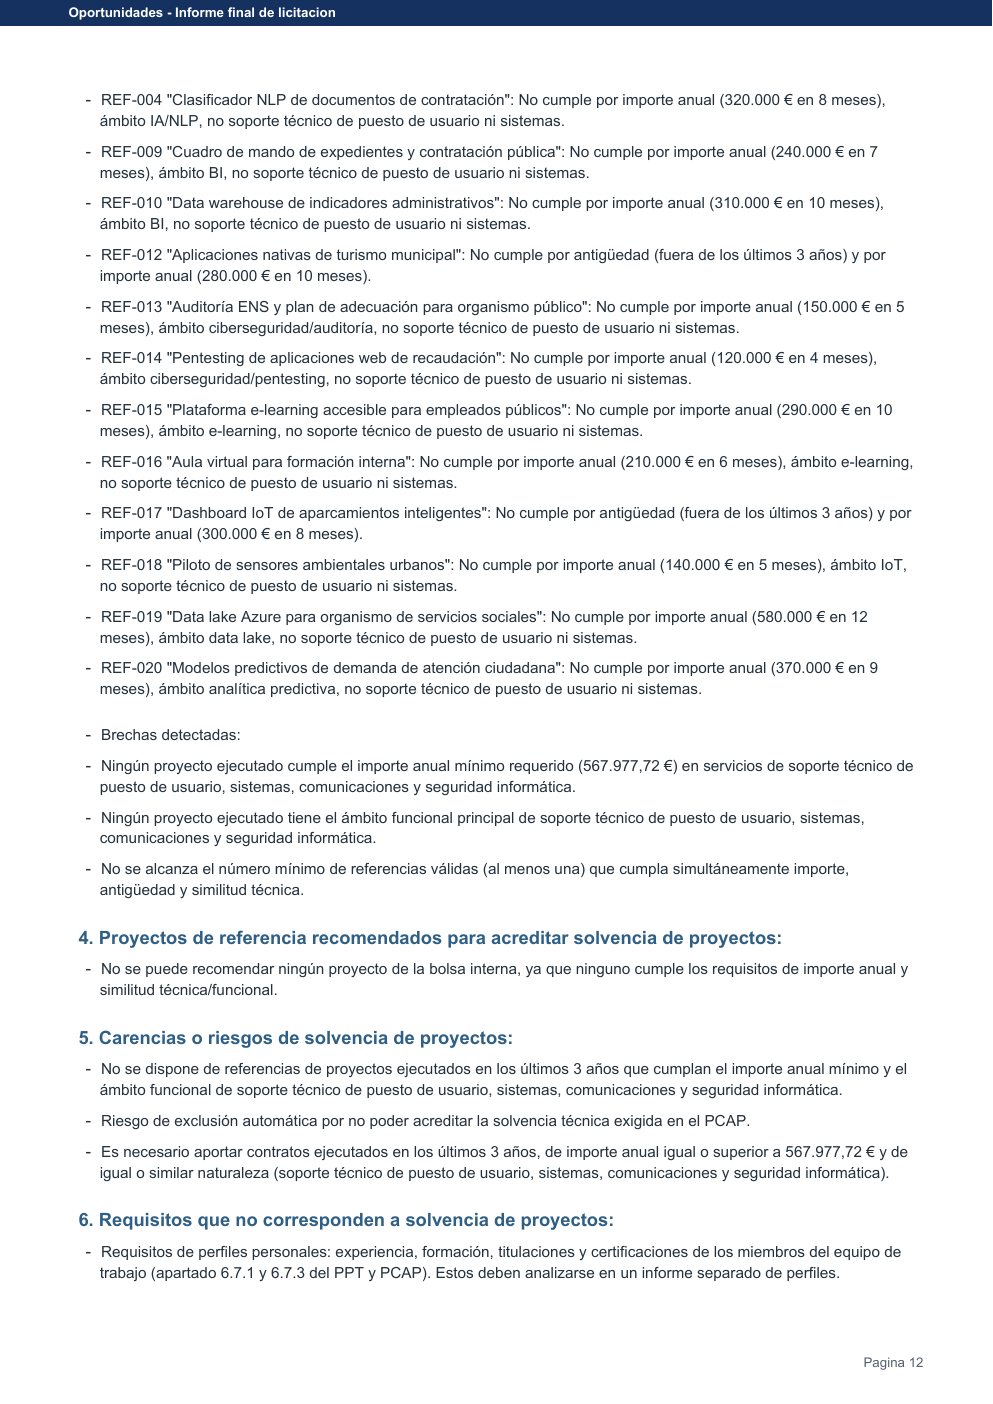 Oportunidades - Informe final de licitacion
- REF-004 "Clasificador NLP de documentos de contratación": No cumple por importe anual (320.000 € en 8 meses),
ámbito IA/NLP, no soporte técnico de puesto de usuario ni sistemas.
- REF-009 "Cuadro de mando de expedientes y contratación pública": No cumple por importe anual (240.000 € en 7
meses), ámbito BI, no soporte técnico de puesto de usuario ni sistemas.
- REF-010 "Data warehouse de indicadores administrativos": No cumple por importe anual (310.000 € en 10 meses),
ámbito BI, no soporte técnico de puesto de usuario ni sistemas.
- REF-012 "Aplicaciones nativas de turismo municipal": No cumple por antigüedad (fuera de los últimos 3 años) y por
importe anual (280.000 € en 10 meses).
- REF-013 "Auditoría ENS y plan de adecuación para organismo público": No cumple por importe anual (150.000 € en 5
meses), ámbito ciberseguridad/auditoría, no soporte técnico de puesto de usuario ni sistemas.
- REF-014 "Pentesting de aplicaciones web de recaudación": No cumple por importe anual (120.000 € en 4 meses),
ámbito ciberseguridad/pentesting, no soporte técnico de puesto de usuario ni sistemas.
- REF-015 "Plataforma e-learning accesible para empleados públicos": No cumple por importe anual (290.000 € en 10
meses), ámbito e-learning, no soporte técnico de puesto de usuario ni sistemas.
- REF-016 "Aula virtual para formación interna": No cumple por importe anual (210.000 € en 6 meses), ámbito e-learning,
no soporte técnico de puesto de usuario ni sistemas.
- REF-017 "Dashboard IoT de aparcamientos inteligentes": No cumple por antigüedad (fuera de los últimos 3 años) y por
importe anual (300.000 € en 8 meses).
- REF-018 "Piloto de sensores ambientales urbanos": No cumple por importe anual (140.000 € en 5 meses), ámbito IoT,
no soporte técnico de puesto de usuario ni sistemas.
- REF-019 "Data lake Azure para organismo de servicios sociales": No cumple por importe anual (580.000 € en 12
meses), ámbito data lake, no soporte técnico de puesto de usuario ni sistemas.
- REF-020 "Modelos predictivos de demanda de atención ciudadana": No cumple por importe anual (370.000 € en 9
meses), ámbito analítica predictiva, no soporte técnico de puesto de usuario ni sistemas.
- Brechas detectadas:
- Ningún proyecto ejecutado cumple el importe anual mínimo requerido (567.977,72 €) en servicios de soporte técnico de
puesto de usuario, sistemas, comunicaciones y seguridad informática.
- Ningún proyecto ejecutado tiene el ámbito funcional principal de soporte técnico de puesto de usuario, sistemas,
comunicaciones y seguridad informática.
- No se alcanza el número mínimo de referencias válidas (al menos una) que cumpla simultáneamente importe,
antigüedad y similitud técnica.
4. Proyectos de referencia recomendados para acreditar solvencia de proyectos:
- No se puede recomendar ningún proyecto de la bolsa interna, ya que ninguno cumple los requisitos de importe anual y
similitud técnica/funcional.
5. Carencias o riesgos de solvencia de proyectos:
- No se dispone de referencias de proyectos ejecutados en los últimos 3 años que cumplan el importe anual mínimo y el
ámbito funcional de soporte técnico de puesto de usuario, sistemas, comunicaciones y seguridad informática.
- Riesgo de exclusión automática por no poder acreditar la solvencia técnica exigida en el PCAP.
- Es necesario aportar contratos ejecutados en los últimos 3 años, de importe anual igual o superior a 567.977,72 € y de
igual o similar naturaleza (soporte técnico de puesto de usuario, sistemas, comunicaciones y seguridad informática).
6. Requisitos que no corresponden a solvencia de proyectos:
- Requisitos de perfiles personales: experiencia, formación, titulaciones y certificaciones de los miembros del equipo de
trabajo (apartado 6.7.1 y 6.7.3 del PPT y PCAP). Estos deben analizarse en un informe separado de perfiles.
Pagina 12